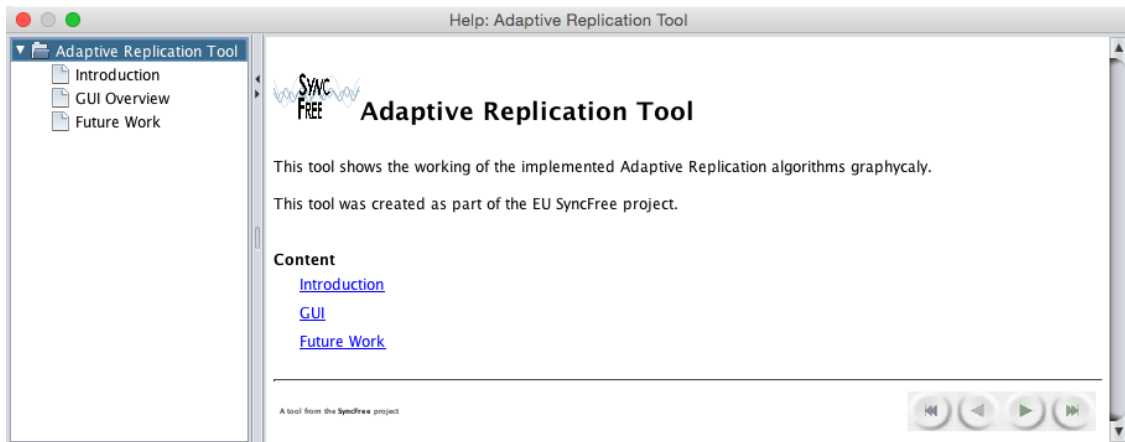 Help: Adaptive Replication Tool
Adaptive Replication Tool
Introduction
GUI Overview
Future Work
SYNC
FREE
Adaptive Replication Tool
This tool shows the working of the implemented Adaptive Replication algorithms graphycaly.
This tool was created as part of the EU SyncFree project.
Content
Introduction
GUI
Future Work
A tool from the SyncFree project